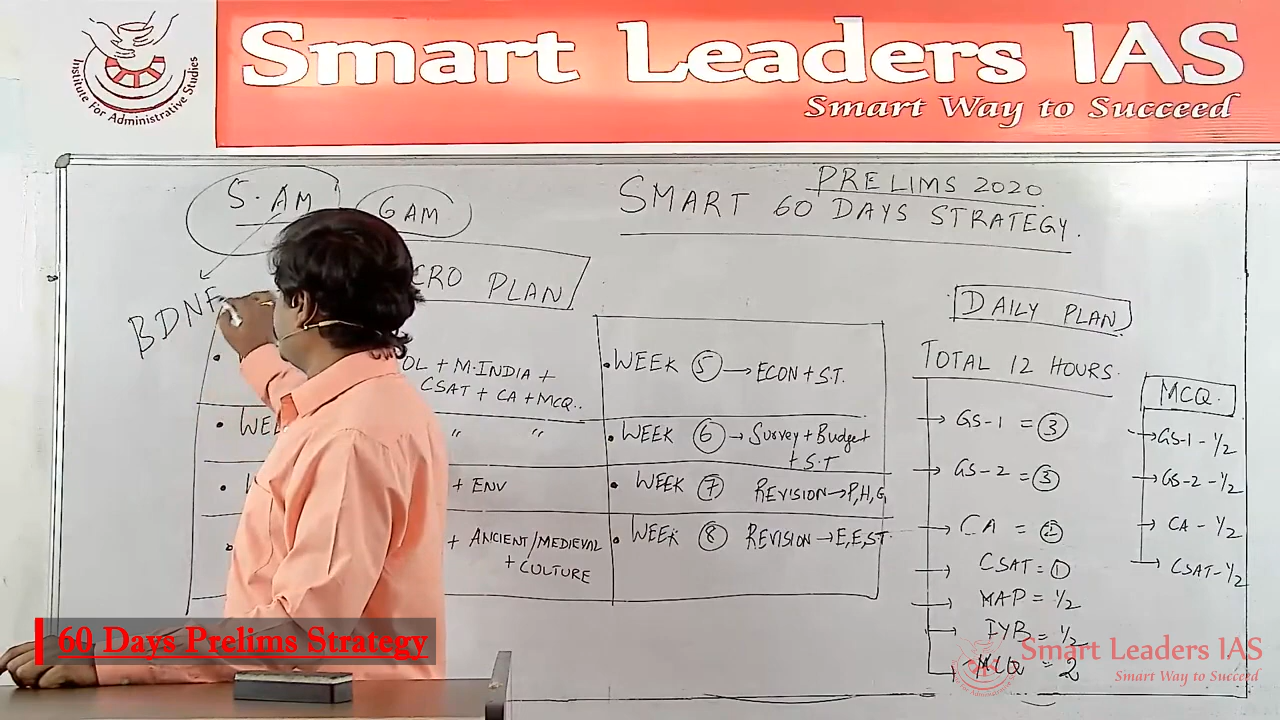 Institute For Administrative Studies
Smart Leaders IAS
Smart Way to Succeed
5 AM
6 AM
PRELIMS 2020
SMART 60 DAYS STRATEGY.
BDNE
CRO PLAN
OL + M.INDIA +
CSAT + CA + MCQ..
WEE
" "
+ ENV
+ ANCIENT/MEDIEVAL
+ CULTURE
WEEK 5 → ECON + S.T.
WEEK 6 → Survey + Budget
+ S.T
WEEK 7 REVISION → P, H, G,
WEEK 8 REVISION → E, E, ST.
DAILY PLAN
TOTAL 12 HOURS.
→ GS-1 = 3
→ GS-2 = 3
→ CA = 2
→ CSAT = 1
→ MAP = 1/2
→ IYB = 1/2
→ MCQ = 2
MCQ.
→ GS-1 - 1/2
→ GS-2 - 1/2
→ CA - 1/2
→ CSAT - 1/2
60 Days Prelims Strategy
Smart Leaders IAS
Smart Way to Succeed